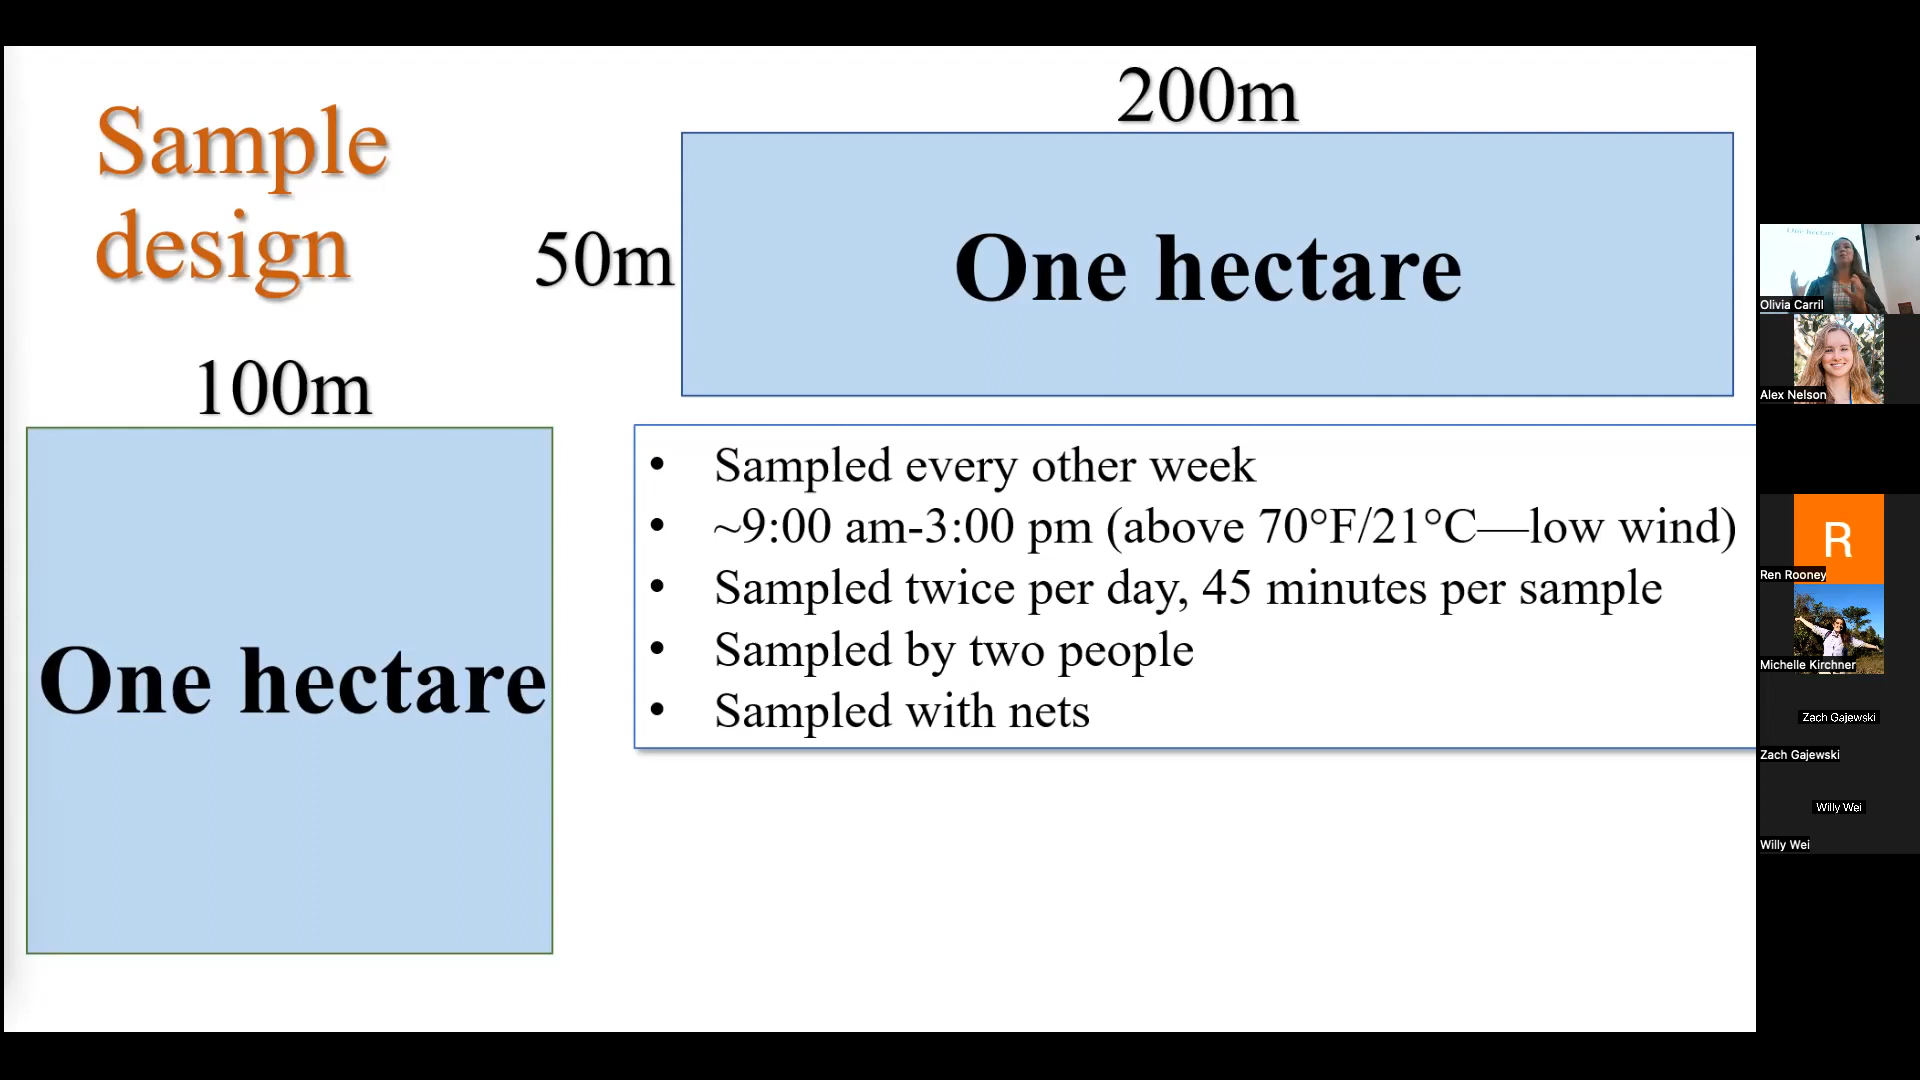 Sample
design
200m
50m
One hectare
100m
One hectare
• Sampled every other week
• ~9:00 am-3:00 pm (above 70°F/21°C—low wind)
• Sampled twice per day, 45 minutes per sample
• Sampled by two people
• Sampled with nets
One hectare
Olivia Carril
Alex Nelson
R
Ren Rooney
Michelle Kirchner
Zach Gajewski
Zach Gajewski
Willy Wei
Willy Wei